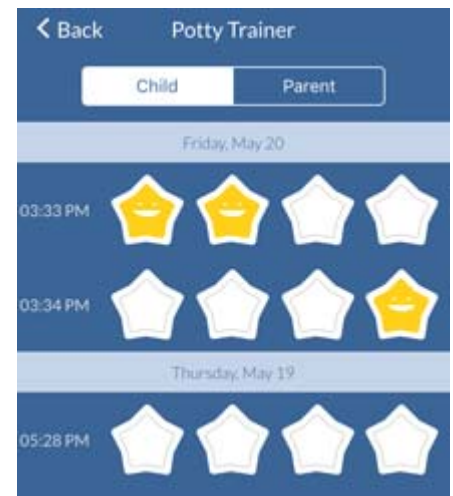 Back Potty Trainer
Child Parent
Friday, May 20
03:33 PM
03:34 PM
Thursday, May 19
05:28 PM